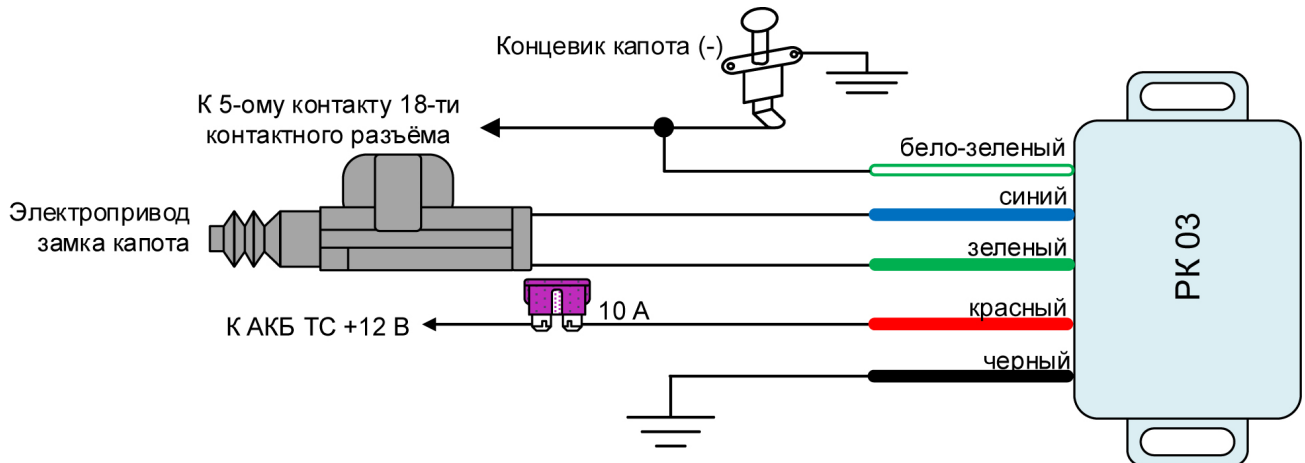 Концевик капота (-)
К 5-ому контакту 18-ти
контактного разъёма
бело-зеленый
синий
Электропривод
замка капота
зеленый
10 А
красный
К АКБ ТС +12 В
черный
РК 03